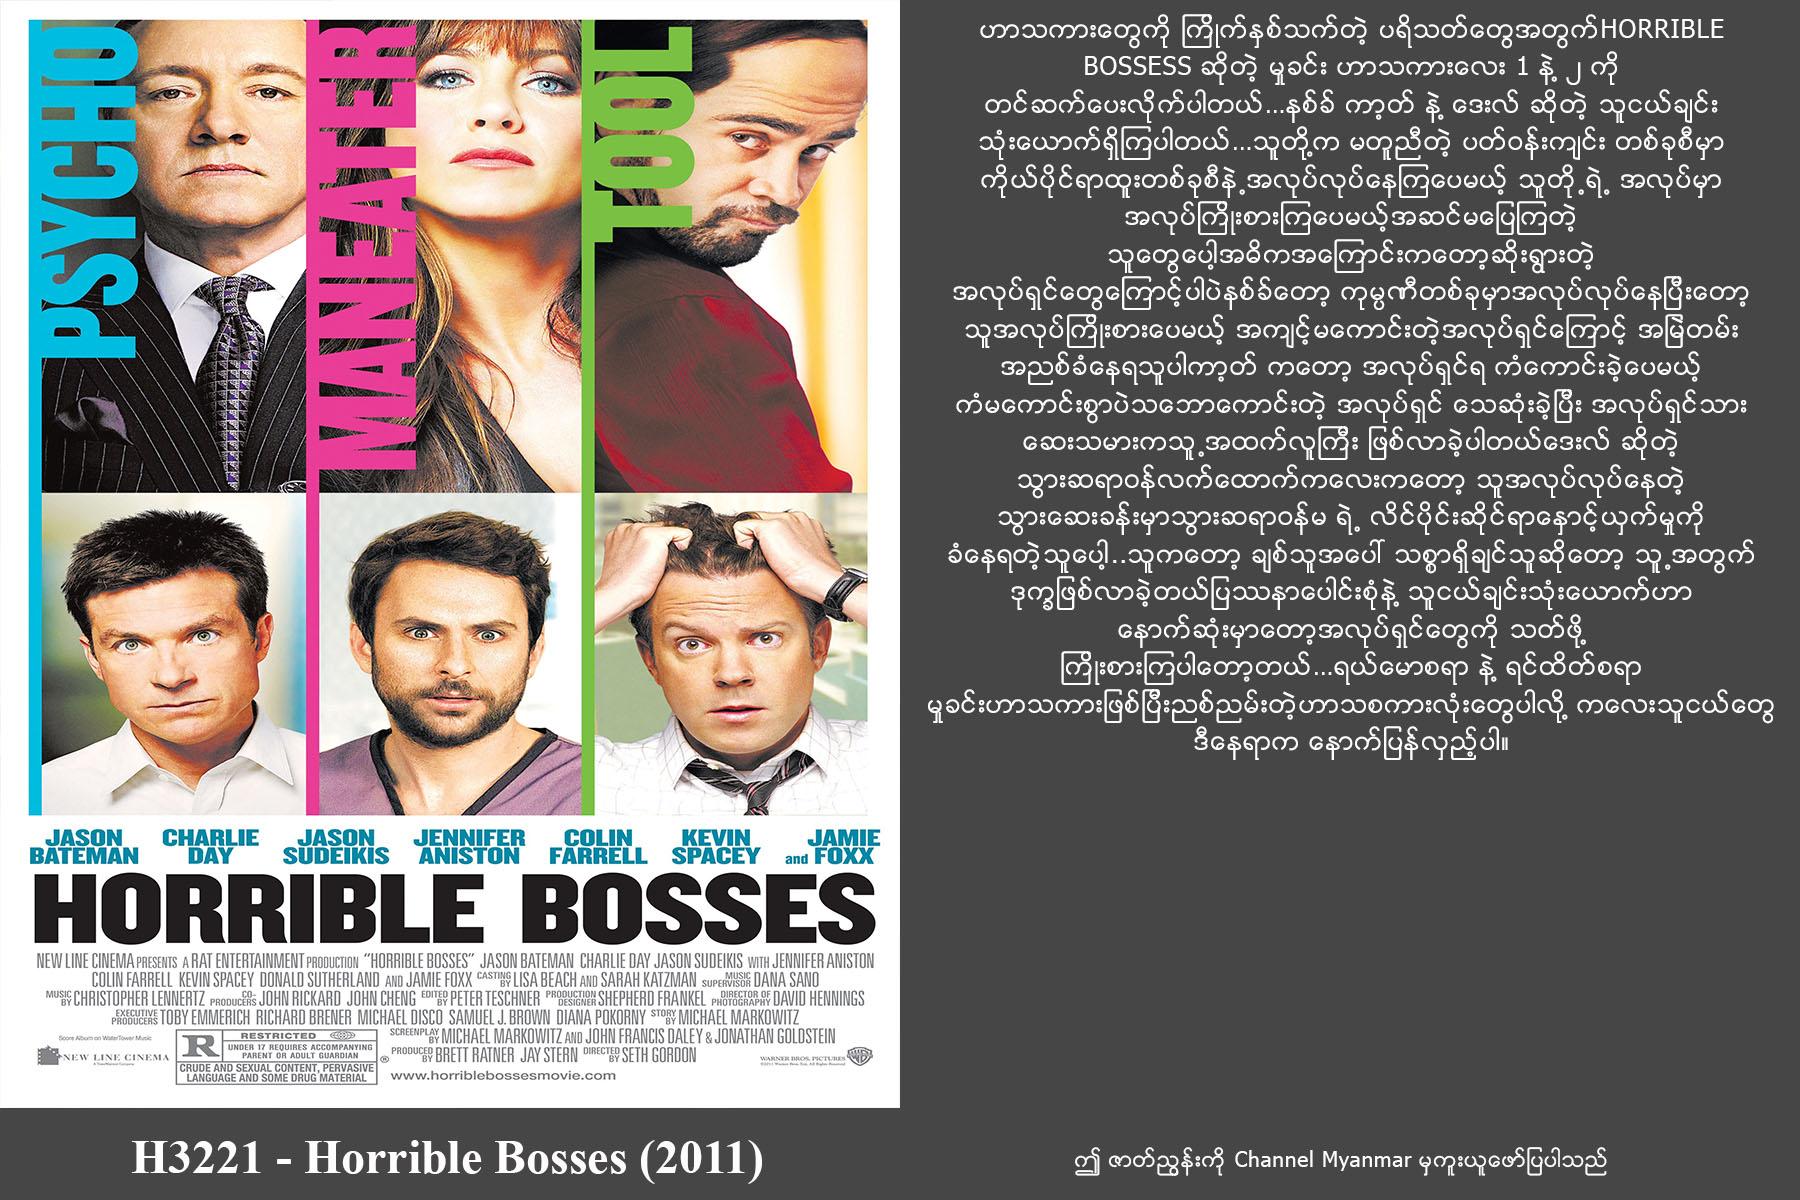 PSYCHO
MANEATER
TOOL
JASON BATEMAN CHARLIE DAY JASON SUDEIKIS JENNIFER ANISTON COLIN FARRELL KEVIN SPACEY and JAMIE FOXX
HORRIBLE BOSSES
NEW LINE CINEMA PRESENTS A RAT ENTERTAINMENT PRODUCTION "HORRIBLE BOSSES" JASON BATEMAN CHARLIE DAY JASON SUDEIKIS WITH JENNIFER ANISTON
COLIN FARRELL KEVIN SPACEY DONALD SUTHERLAND AND JAMIE FOXX CASTING BY LISA BEACH AND SARAH KATZMAN MUSIC SUPERVISOR DANA SANO
MUSIC BY CHRISTOPHER LENNERTZ CO-PRODUCERS JOHN RICKARD JOHN CHENG EDITED BY PETER TESCHNER PRODUCTION DESIGNER SHEPHERD FRANKEL DIRECTOR OF PHOTOGRAPHY DAVID HENNINGS
EXECUTIVE PRODUCERS TOBY EMMERICH RICHARD BRENER MICHAEL DISCO SAMUEL J. BROWN DIANA POKORNY STORY BY MICHAEL MARKOWITZ
SCREENPLAY BY MICHAEL MARKOWITZ AND JOHN FRANCIS DALEY & JONATHAN GOLDSTEIN
PRODUCED BY BRETT RATNER JAY STERN DIRECTED BY SETH GORDON
Score Album on WaterTower Music
NEW LINE CINEMA
A TimeWarner Company
R RESTRICTED
UNDER 17 REQUIRES ACCOMPANYING
PARENT OR ADULT GUARDIAN
®
CRUDE AND SEXUAL CONTENT, PERVASIVE
LANGUAGE AND SOME DRUG MATERIAL
www.horriblebossesmovie.com
WARNER BROS. PICTURES
H3221 - Horrible Bosses (2011)
ဟာသကားတွေကို ကြိုက်နှစ်သက်တဲ့ ပရိသတ်တွေအတွက်HORRIBLE
BOSSESS ဆိုတဲ့ မှုခင်း ဟာသကားလေး 1 နဲ့ ၂ ကို
တင်ဆက်ပေးလိုက်ပါတယ်...နစ်ခ် ကာ့တ် နဲ့ ဒေးလ် ဆိုတဲ့ သူငယ်ချင်း
သုံးယောက်ရှိကြပါတယ်...သူတို့က မတူညီတဲ့ ပတ်ဝန်းကျင်း တစ်ခုစီမှာ
ကိုယ်ပိုင်ရာထူးတစ်ခုစီနဲ့အလုပ်လုပ်နေကြပေမယ့် သူတို့ရဲ့ အလုပ်မှာ
အလုပ်ကြိုးစားကြပေမယ့်အဆင်မပြေကြတဲ့
သူတွေပေါ့အဓိကအကြောင်းကတော့ဆိုးရွားတဲ့
အလုပ်ရှင်တွေကြောင့်ပါပဲနစ်ခ်တော့ ကုမ္ပဏီတစ်ခုမှာအလုပ်လုပ်နေပြီးတော့
သူအလုပ်ကြိုးစားပေမယ့် အကျင့်မကောင်းတဲ့အလုပ်ရှင်ကြောင့် အမြဲတမ်း
အညစ်ခံနေရသူပါကာ့တ် ကတော့ အလုပ်ရှင်ရ ကံကောင်းခဲ့ပေမယ့်
ကံမကောင်းစွာပဲသဘောကောင်းတဲ့ အလုပ်ရှင် သေဆုံးခဲ့ပြီး အလုပ်ရှင်သား
ဆေးသမားကသူ့အထက်လူကြီး ဖြစ်လာခဲ့ပါတယ်ဒေးလ် ဆိုတဲ့
သွားဆရာဝန်လက်ထောက်ကလေးကတော့ သူအလုပ်လုပ်နေတဲ့
သွားဆေးခန်းမှာသွားဆရာဝန်မ ရဲ့ လိင်ပိုင်းဆိုင်ရာနှောင့်ယှက်မှုကို
ခံနေရတဲ့သူပေါ့..သူကတော့ ချစ်သူအပေါ် သစ္စာရှိချင်သူဆိုတော့ သူ့အတွက်
ဒုက္ခဖြစ်လာခဲ့တယ်ပြဿနာပေါင်းစုံနဲ့ သူငယ်ချင်းသုံးယောက်ဟာ
နောက်ဆုံးမှာတော့အလုပ်ရှင်တွေကို သတ်ဖို့
ကြိုးစားကြပါတော့တယ်...ရယ်မောစရာ နဲ့ ရင်ထိတ်စရာ
မှုခင်းဟာသကားဖြစ်ပြီးညစ်ညမ်းတဲ့ဟာသစကားလုံးတွေပါလို့ ကလေးသူငယ်တွေ
ဒီနေရာက နောက်ပြန်လှည့်ပါ။
ဤ ဇာတ်ညွှန်းကို Channel Myanmar မှကူးယူဖော်ပြပါသည်